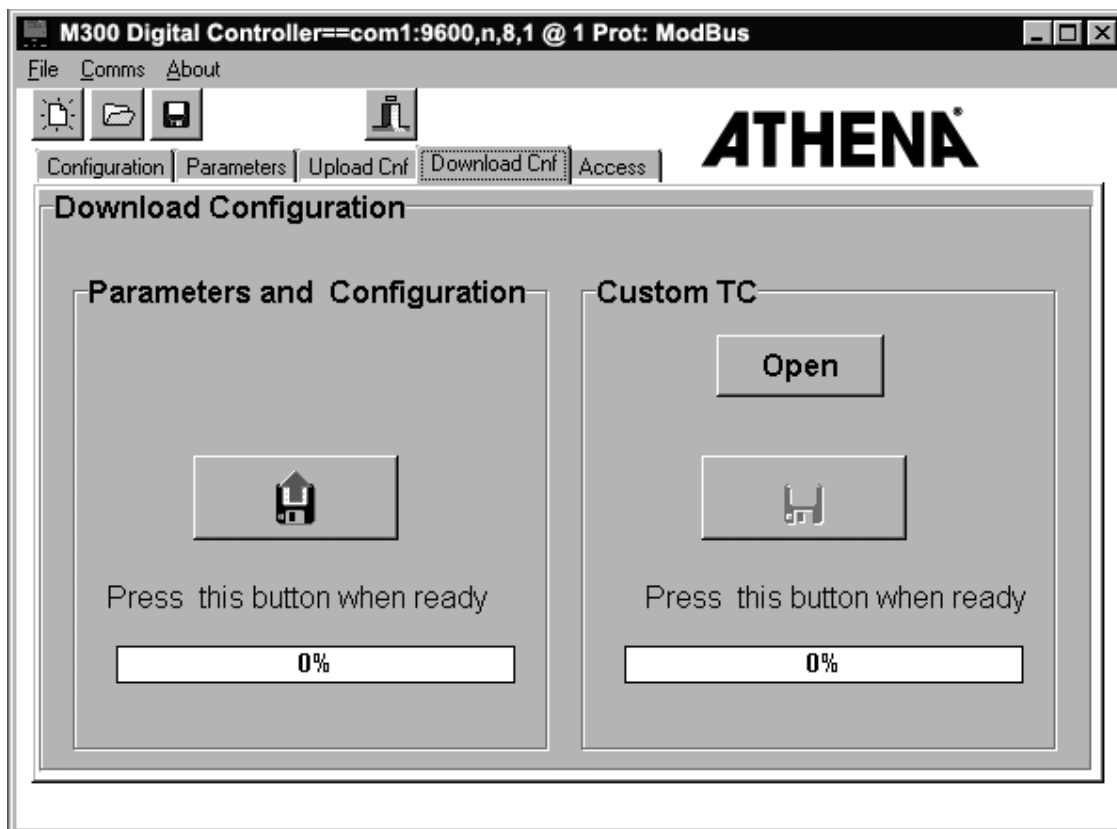 M300 Digital Controller==com1:9600,n,8,1 @ 1 Prot: ModBus
File Comms About
ATHENA®
Configuration Parameters Upload Cnf Download Cnf Access
Download Configuration
Parameters and Configuration
Custom TC
Open
Press this button when ready
Press this button when ready
0%
0%